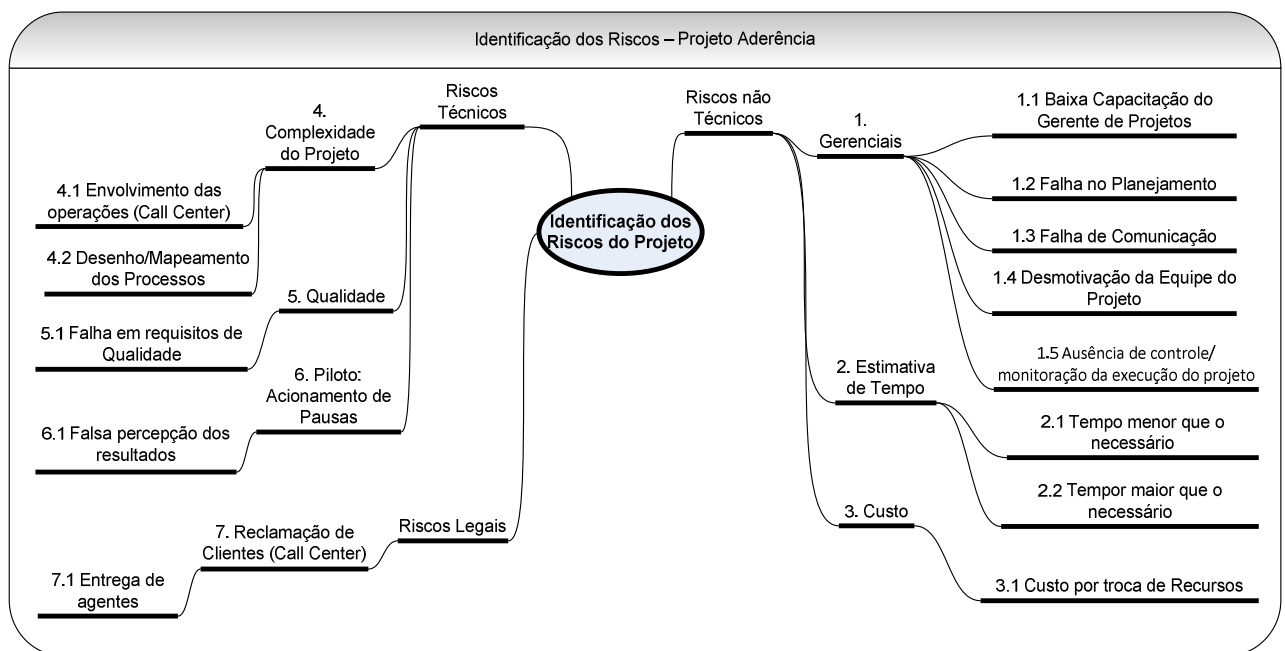 Identificação dos Riscos – Projeto Aderência
Identificação dos
Riscos do Projeto
Riscos não
Técnicos
1.
Gerenciais
1.1 Baixa Capacitação do
Gerente de Projetos
1.2 Falha no Planejamento
1.3 Falha de Comunicação
1.4 Desmotivação da Equipe do
Projeto
1.5 Ausência de controle/
monitoração da execução do projeto
2. Estimativa
de Tempo
2.1 Tempo menor que o
necessário
2.2 Tempor maior que o
necessário
3. Custo
3.1 Custo por troca de Recursos
Riscos
Técnicos
4.
Complexidade
do Projeto
4.1 Envolvimento das
operações (Call Center)
4.2 Desenho/Mapeamento
dos Processos
5. Qualidade
5.1 Falha em requisitos de
Qualidade
6. Piloto:
Acionamento de
Pausas
6.1 Falsa percepção dos
resultados
Riscos Legais
7. Reclamação de
Clientes (Call Center)
7.1 Entrega de
agentes